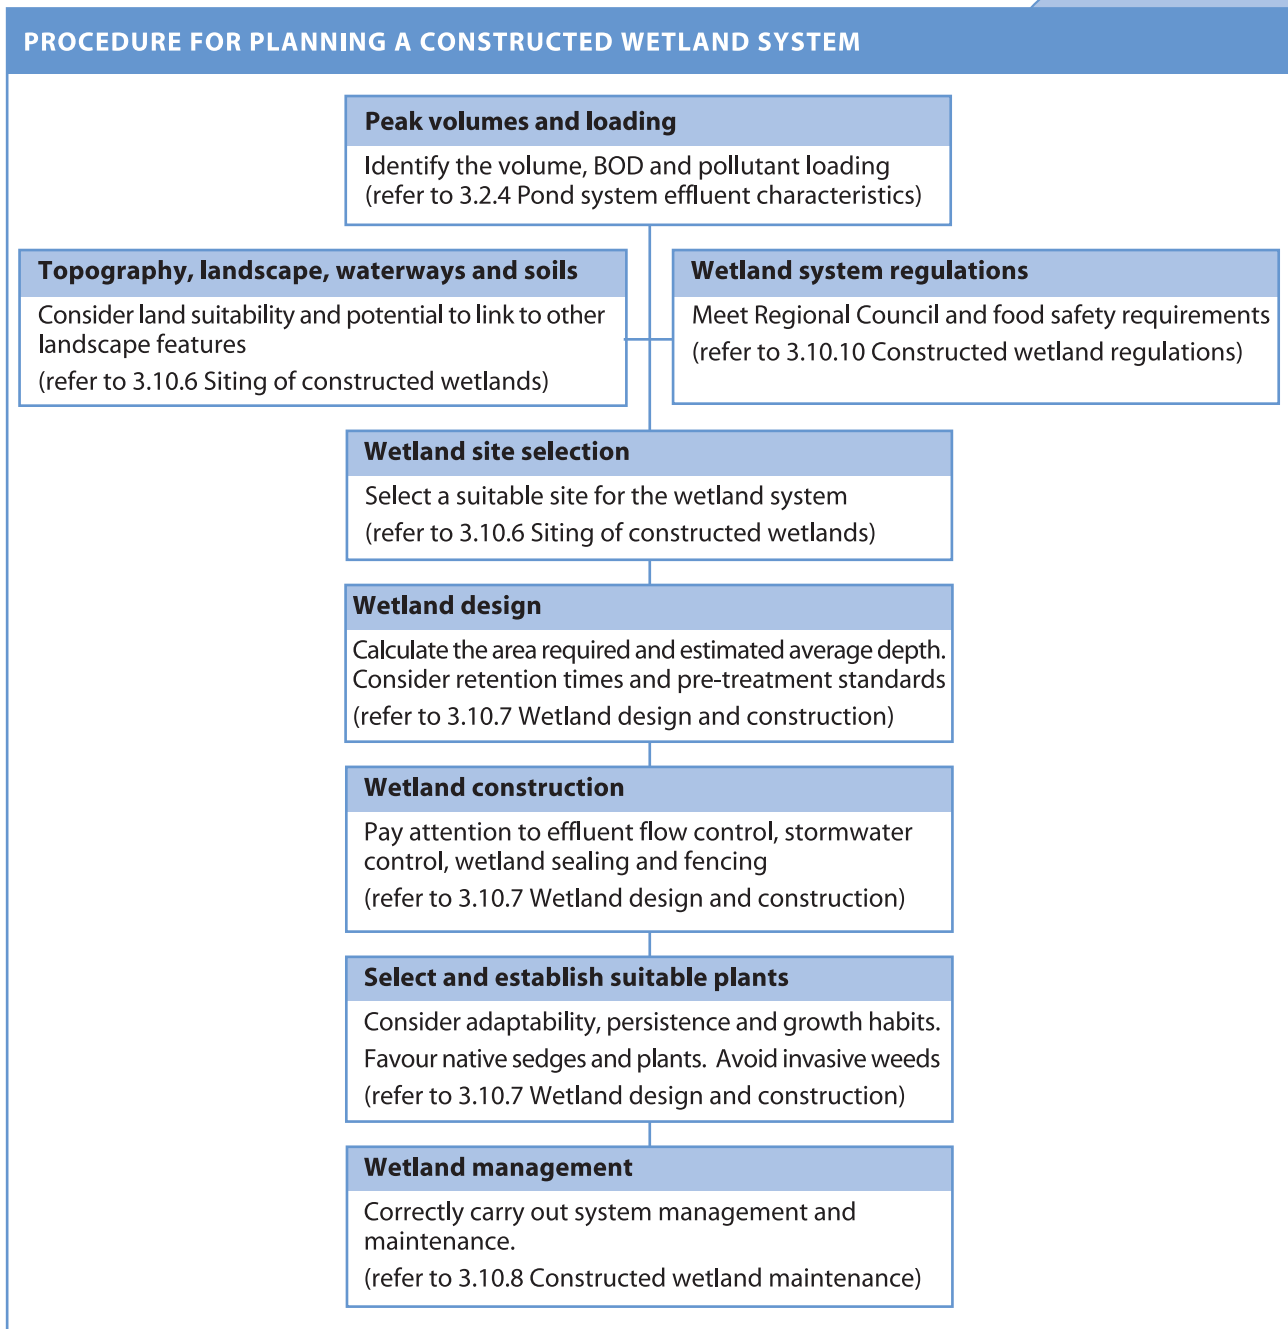 PROCEDURE FOR PLANNING A CONSTRUCTED WETLAND SYSTEM
Peak volumes and loading
Identify the volume, BOD and pollutant loading
(refer to 3.2.4 Pond system effluent characteristics)
Topography, landscape, waterways and soils
Consider land suitability and potential to link to other
landscape features
(refer to 3.10.6 Siting of constructed wetlands)
Wetland system regulations
Meet Regional Council and food safety requirements
(refer to 3.10.10 Constructed wetland regulations)
Wetland site selection
Select a suitable site for the wetland system
(refer to 3.10.6 Siting of constructed wetlands)
Wetland design
Calculate the area required and estimated average depth.
Consider retention times and pre-treatment standards
(refer to 3.10.7 Wetland design and construction)
Wetland construction
Pay attention to effluent flow control, stormwater
control, wetland sealing and fencing
(refer to 3.10.7 Wetland design and construction)
Select and establish suitable plants
Consider adaptability, persistence and growth habits.
Favour native sedges and plants. Avoid invasive weeds
(refer to 3.10.7 Wetland design and construction)
Wetland management
Correctly carry out system management and
maintenance.
(refer to 3.10.8 Constructed wetland maintenance)